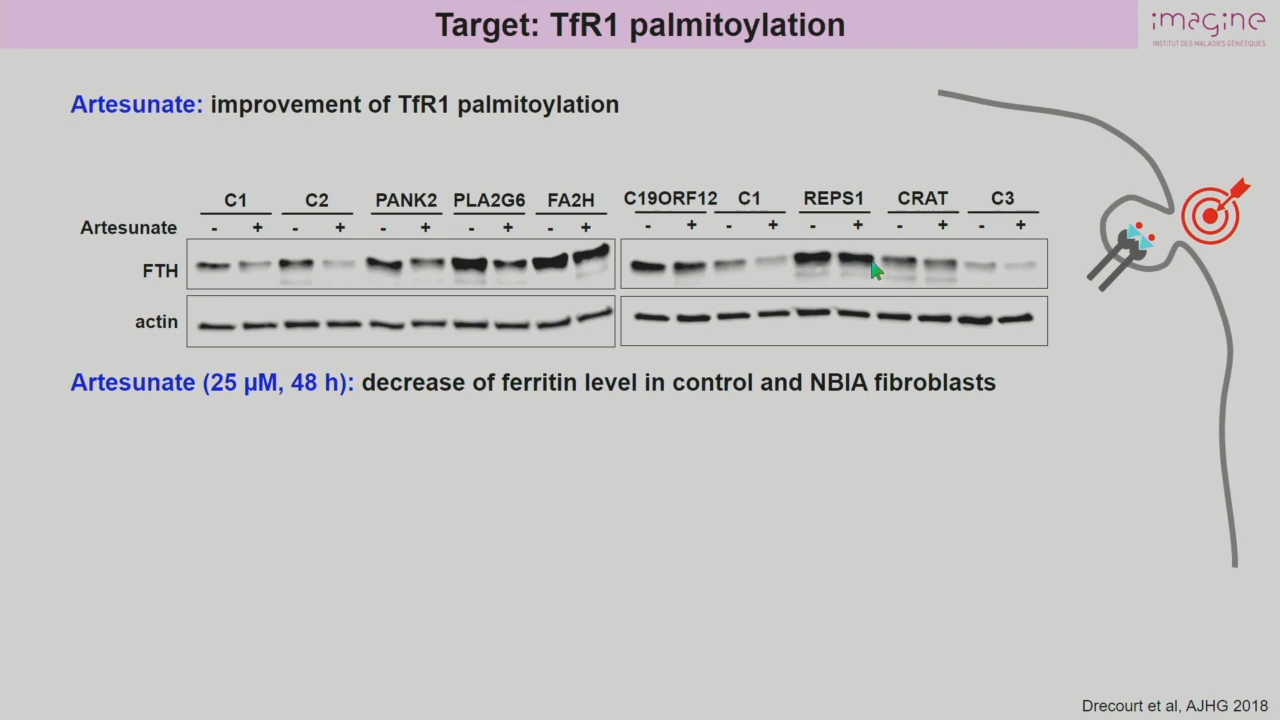 Target: TfR1 palmitoylation
imagine
INSTITUT DES MALADIES GÉNÉTIQUES
Artesunate: improvement of TfR1 palmitoylation
C1 C2 PANK2 PLA2G6 FA2H C19ORF12 C1 REPS1 CRAT C3
Artesunate - + - + - + - + - + - + - + - + - + - +
FTH
actin
Artesunate (25 µM, 48 h): decrease of ferritin level in control and NBIA fibroblasts
Drecourt et al, AJHG 2018